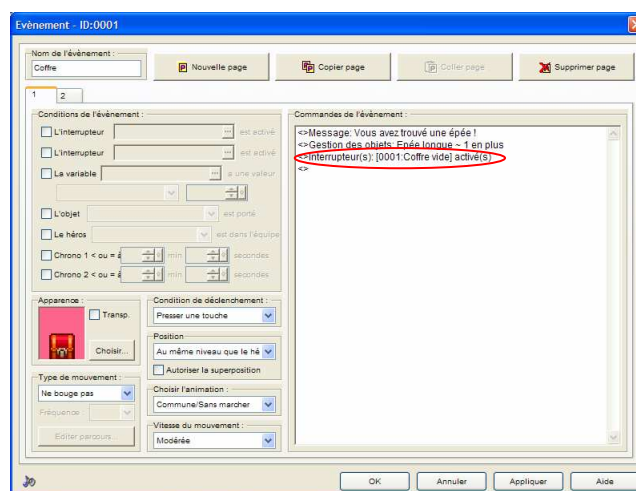 Evènement - ID:0001
Nom de l'évènement :
Coffre
Nouvelle page
Copier page
Coller page
Supprimer page
1
2
Conditions de l'évènement :
L'interrupteur
est activé
L'interrupteur
est activé
La variable
a une valeur
L'objet
est porté
Le héros
est dans l'équipe
Chrono 1 < ou = à
min
secondes
Chrono 2 < ou = à
min
secondes
Apparence :
Transp.
Choisir...
Type de mouvement :
Ne bouge pas
Fréquence :
Editer parcours...
Condition de déclenchement :
Presser une touche
Position
Au même niveau que le hé
Autoriser la superposition
Choisir l'animation :
Commune/Sans marcher
Vitesse du mouvement :
Modérée
Commandes de l'évènement :
<>Message: Vous avez trouvé une épée !
<>Gestion des objets: Epée longue ~ 1 en plus
<>Interrupteur(s): [0001:Coffre vide] activé(s)
<>
OK
Annuler
Appliquer
Aide